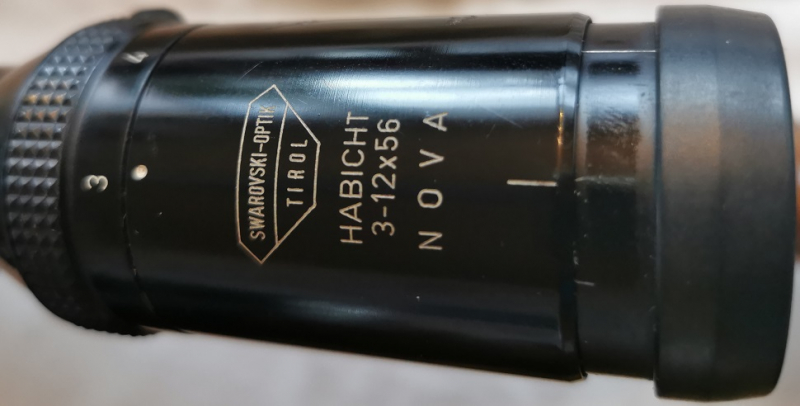 SWAROVSKI-OPTIK
TIROL
HABICHT
3-12x56
NOVA
3
4